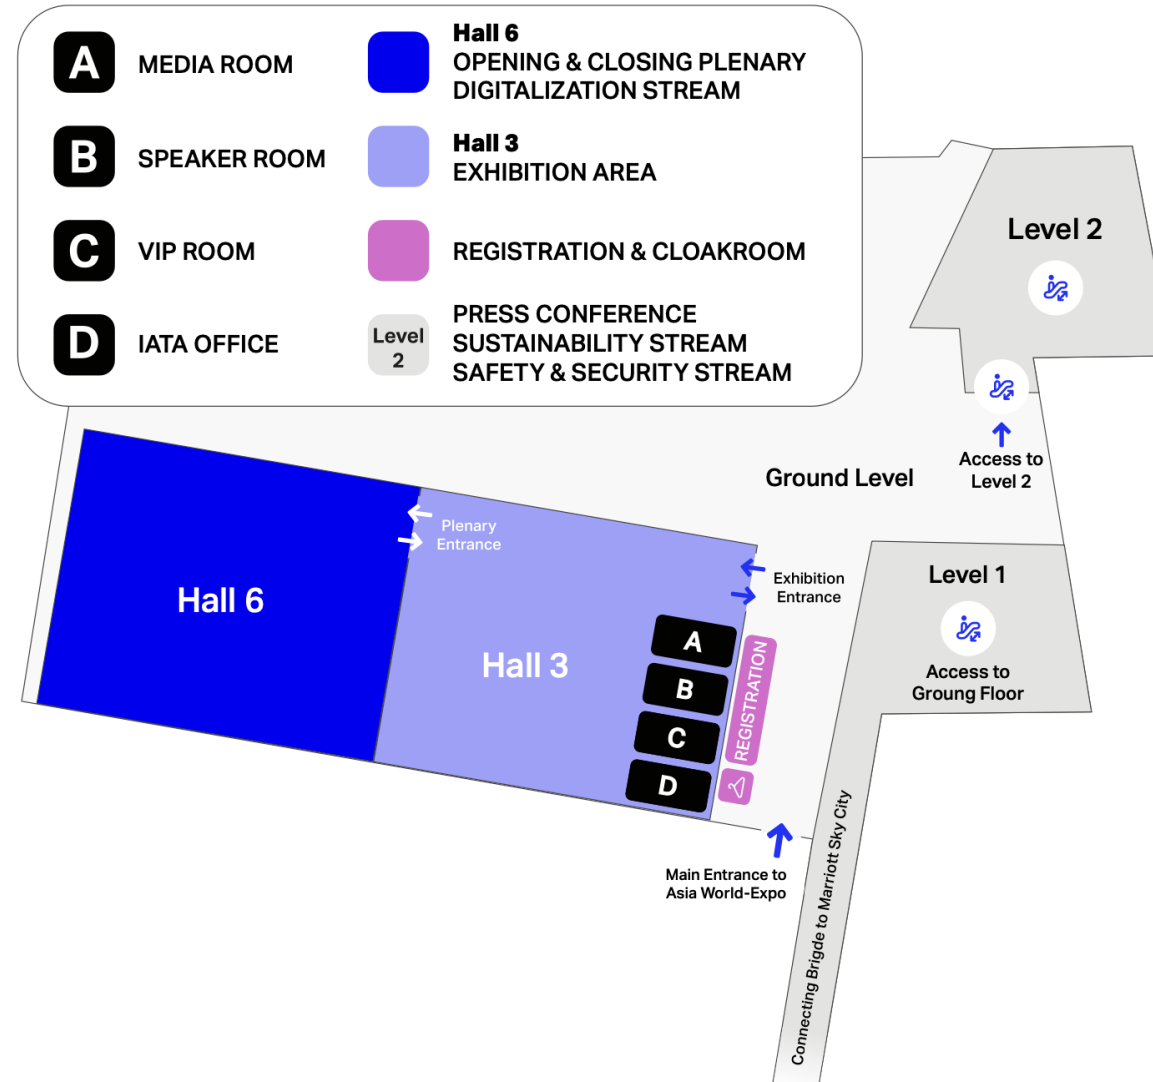 A
MEDIA ROOM
B
SPEAKER ROOM
C
VIP ROOM
D
IATA OFFICE
Hall 6
OPENING & CLOSING PLENARY
DIGITALIZATION STREAM
Hall 3
EXHIBITION AREA
REGISTRATION & CLOAKROOM
Level
2
PRESS CONFERENCE
SUSTAINABILITY STREAM
SAFETY & SECURITY STREAM
Level 2
Access to
Level 2
Ground Level
Plenary
Entrance
Exhibition
Entrance
Level 1
Access to
Groung Floor
Hall 6
Hall 3
A
B
C
D
REGISTRATION
Main Entrance to
Asia World-Expo
Connecting Brigde to Marriott Sky City